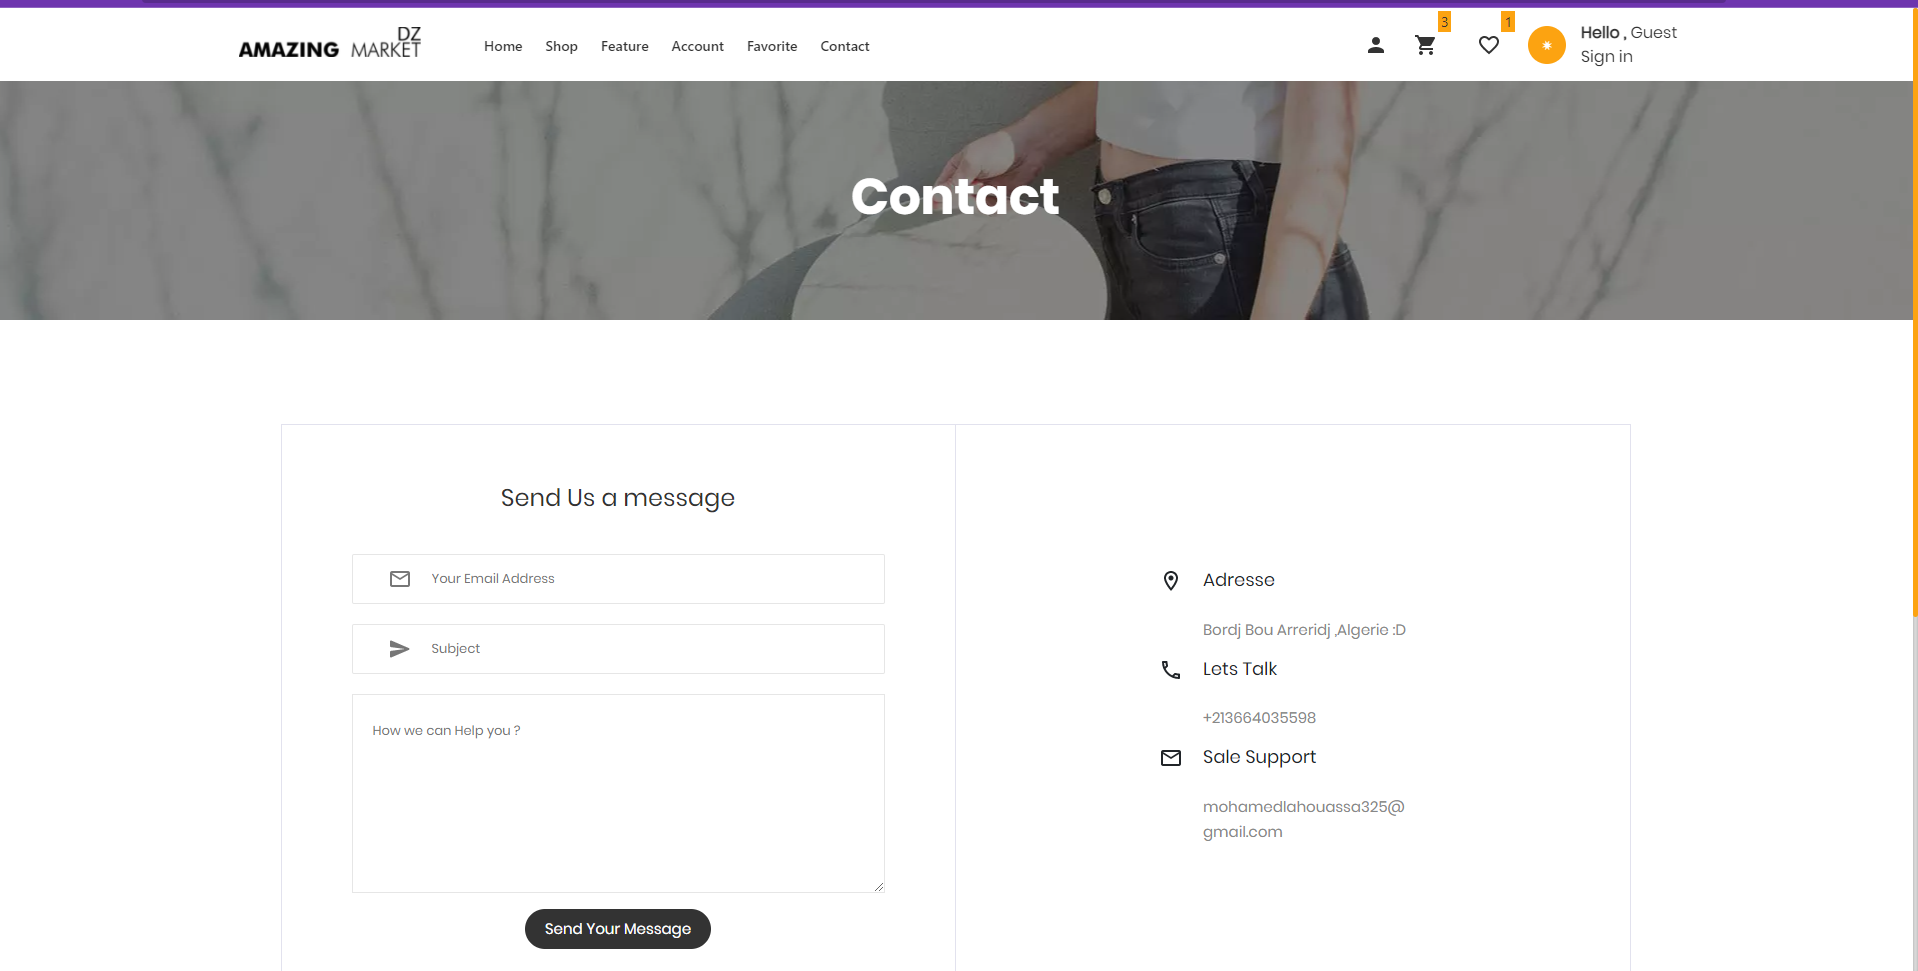 AMAZING MARKET DZ
Home Shop Feature Account Favorite Contact
3
1
Hello , Guest
Sign in
Contact
Send Us a message
Your Email Address
Subject
How we can Help you ?
Send Your Message
Adresse
Bordj Bou Arreridj ,Algerie :D
Lets Talk
+213664035598
Sale Support
mohamedlahouassa325@
gmail.com